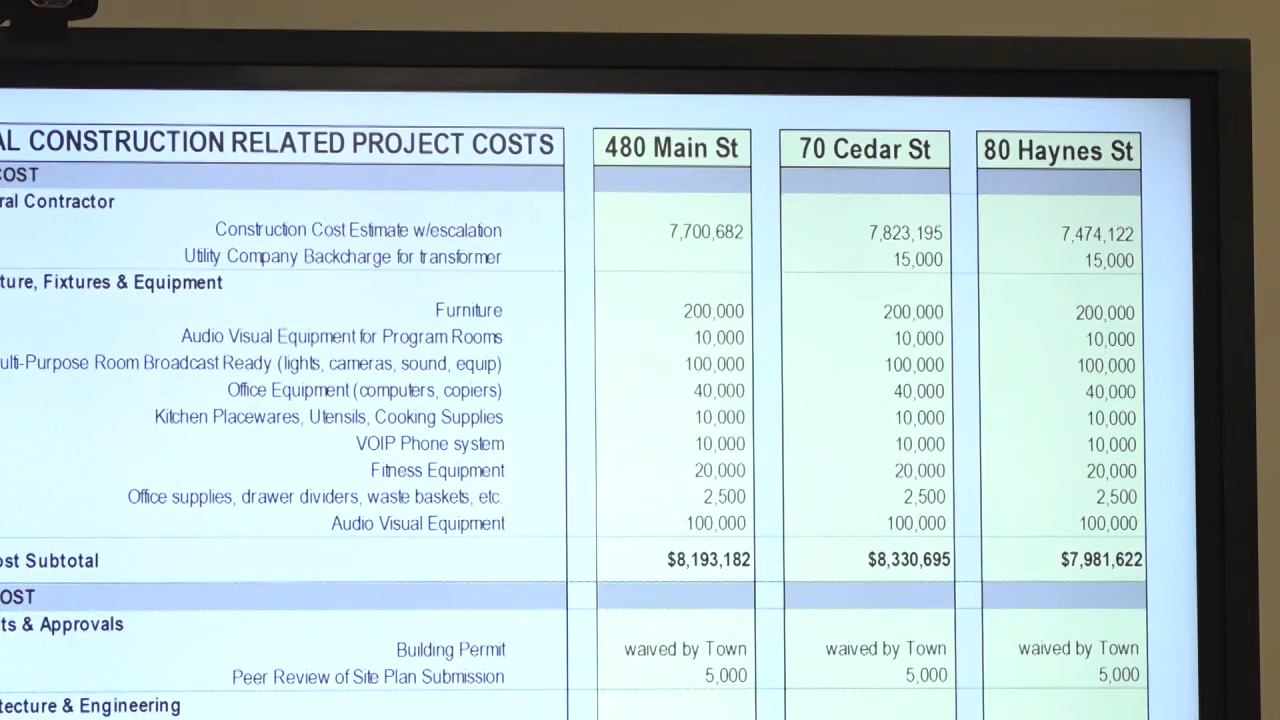 AL CONSTRUCTION RELATED PROJECT COSTS 480 Main St 70 Cedar St 80 Haynes St
COST
ral Contractor
Construction Cost Estimate w/escalation 7,700,682 7,823,195 7,474,122
Utility Company Backcharge for transformer 15,000 15,000
ture, Fixtures & Equipment
Furniture 200,000 200,000 200,000
Audio Visual Equipment for Program Rooms 10,000 10,000 10,000
ulti-Purpose Room Broadcast Ready (lights, cameras, sound, equip) 100,000 100,000 100,000
Office Equipment (computers, copiers) 40,000 40,000 40,000
Kitchen Placewares, Utensils, Cooking Supplies 10,000 10,000 10,000
VOIP Phone system 10,000 10,000 10,000
Fitness Equipment 20,000 20,000 20,000
Office supplies, drawer dividers, waste baskets, etc. 2,500 2,500 2,500
Audio Visual Equipment 100,000 100,000 100,000
ost Subtotal $8,193,182 $8,330,695 $7,981,622
OST
ts & Approvals
Building Permit waived by Town waived by Town waived by Town
Peer Review of Site Plan Submission 5,000 5,000 5,000
tecture & Engineering